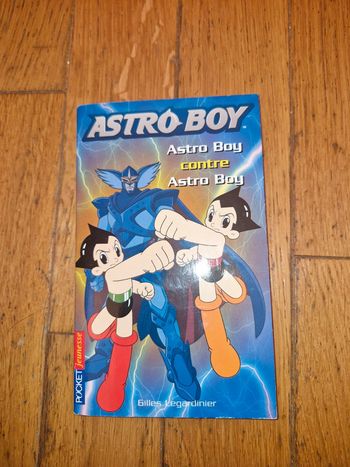 ASTRO BOY
Astro Boy
contre
Astro Boy
POCKET jeunesse
Gilles Legardinier